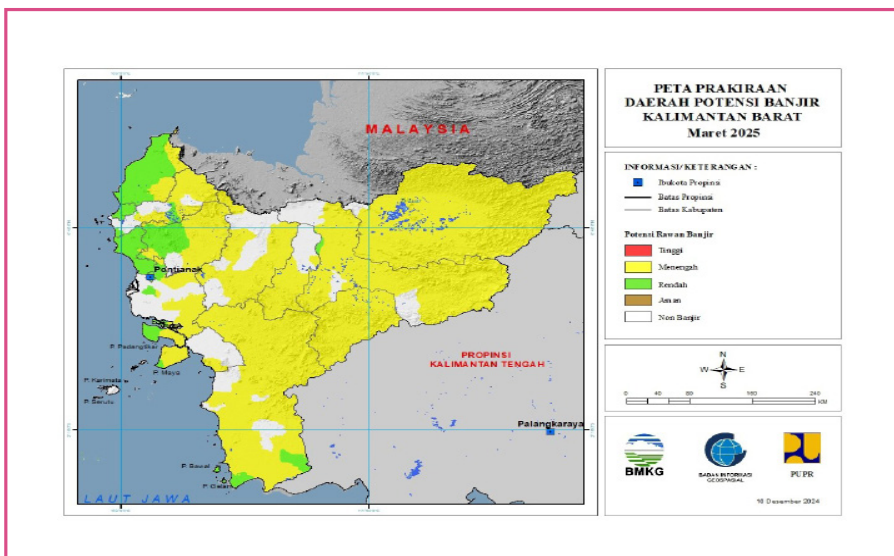 PETA PRAKIRAAN
DAERAH POTENSI BANJIR
KALIMANTAN BARAT
Maret 2025
INFORMASI/KETERANGAN :
Ibukota Propinsi
Batas Propinsi
Batas Kabupaten
Potensi Rawan Banjir
Tinggi
Menengah
Rendah
Aman
Non Banjir
N
W E
S
0 40 80 160 240
KM
BMKG
BADAN INFORMASI
GEOSPASIAL
PUPR
16 Desember 2024
MALAYSIA
Pontianak
P. Padangtikar
P. Maya
P. Karimata
P. Serutu
PROPINSI
KALIMANTAN TENGAH
Palangkaraya
P. Bawal
P. Gelam
LAUT JAWA